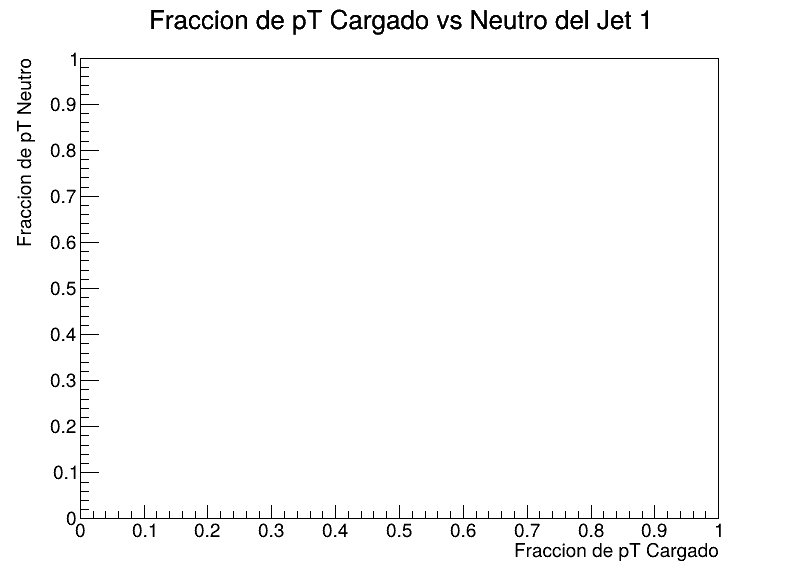 Fraccion de pT Cargado vs Neutro del Jet 1
Fraccion de pT Neutro
1
0.9
0.8
0.7
0.6
0.5
0.4
0.3
0.2
0.1
0
0 0.1 0.2 0.3 0.4 0.5 0.6 0.7 0.8 0.9 1
Fraccion de pT Cargado